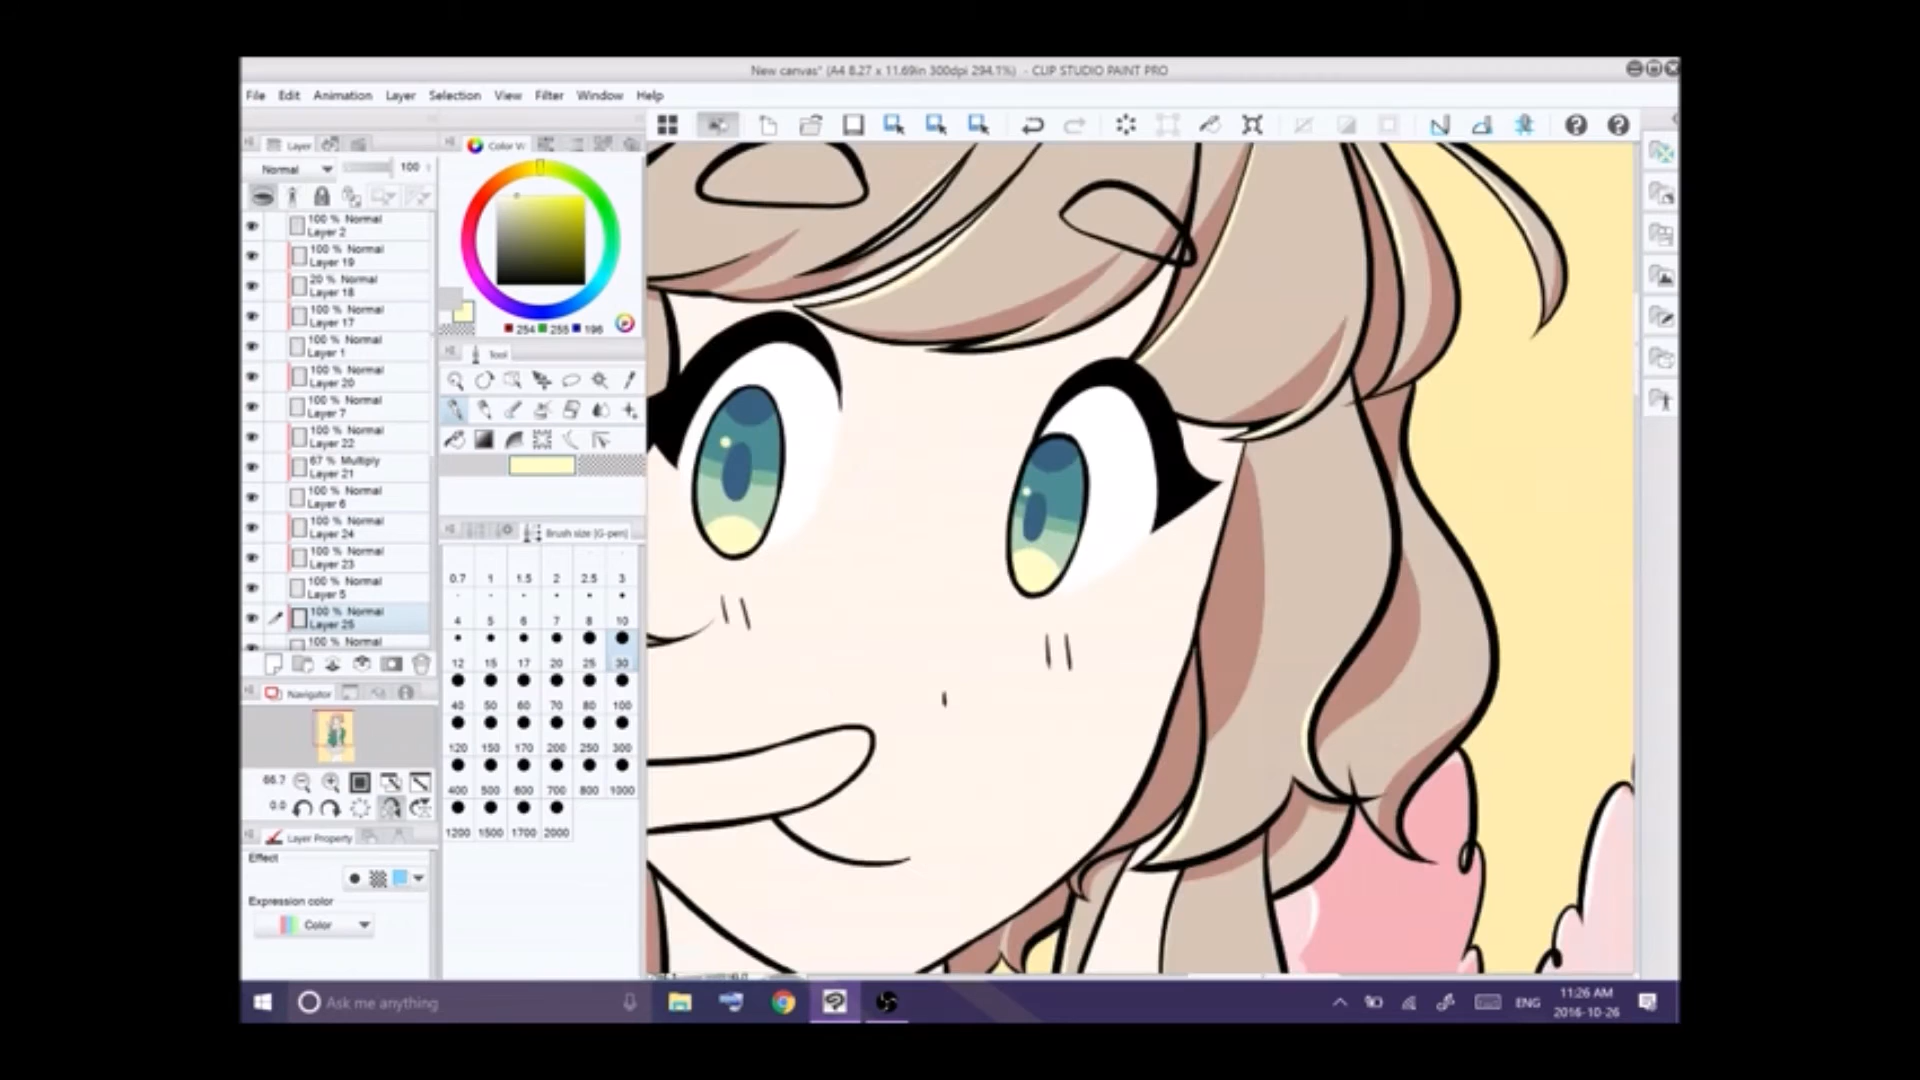 New canvas* (A4 8.27 x 11.69in 300dpi 294.1%) - CLIP STUDIO PAINT PRO
File Edit Animation Layer Selection View Filter Window Help
Layer
Normal 100
100 % Normal
Layer 2
100 % Normal
Layer 19
20 % Normal
Layer 18
100 % Normal
Layer 17
100 % Normal
Layer 1
100 % Normal
Layer 20
100 % Normal
Layer 7
100 % Normal
Layer 22
67 % Multiply
Layer 21
100 % Normal
Layer 6
100 % Normal
Layer 24
100 % Normal
Layer 23
100 % Normal
Layer 5
100 % Normal
Layer 25
100 % Normal
Navigator
66.7
0.0
Layer Property
Effect
Expression color
Color
Color W
254 255 196
Tool
Brush size [G-pen]
0.7 1 1.5 2 2.5 3
4 5 6 7 8 10
12 15 17 20 25 30
40 50 60 70 80 100
120 150 170 200 250 300
400 500 600 700 800 1000
1200 1500 1700 2000
Ask me anything
ENG
11:26 AM
2016-10-26